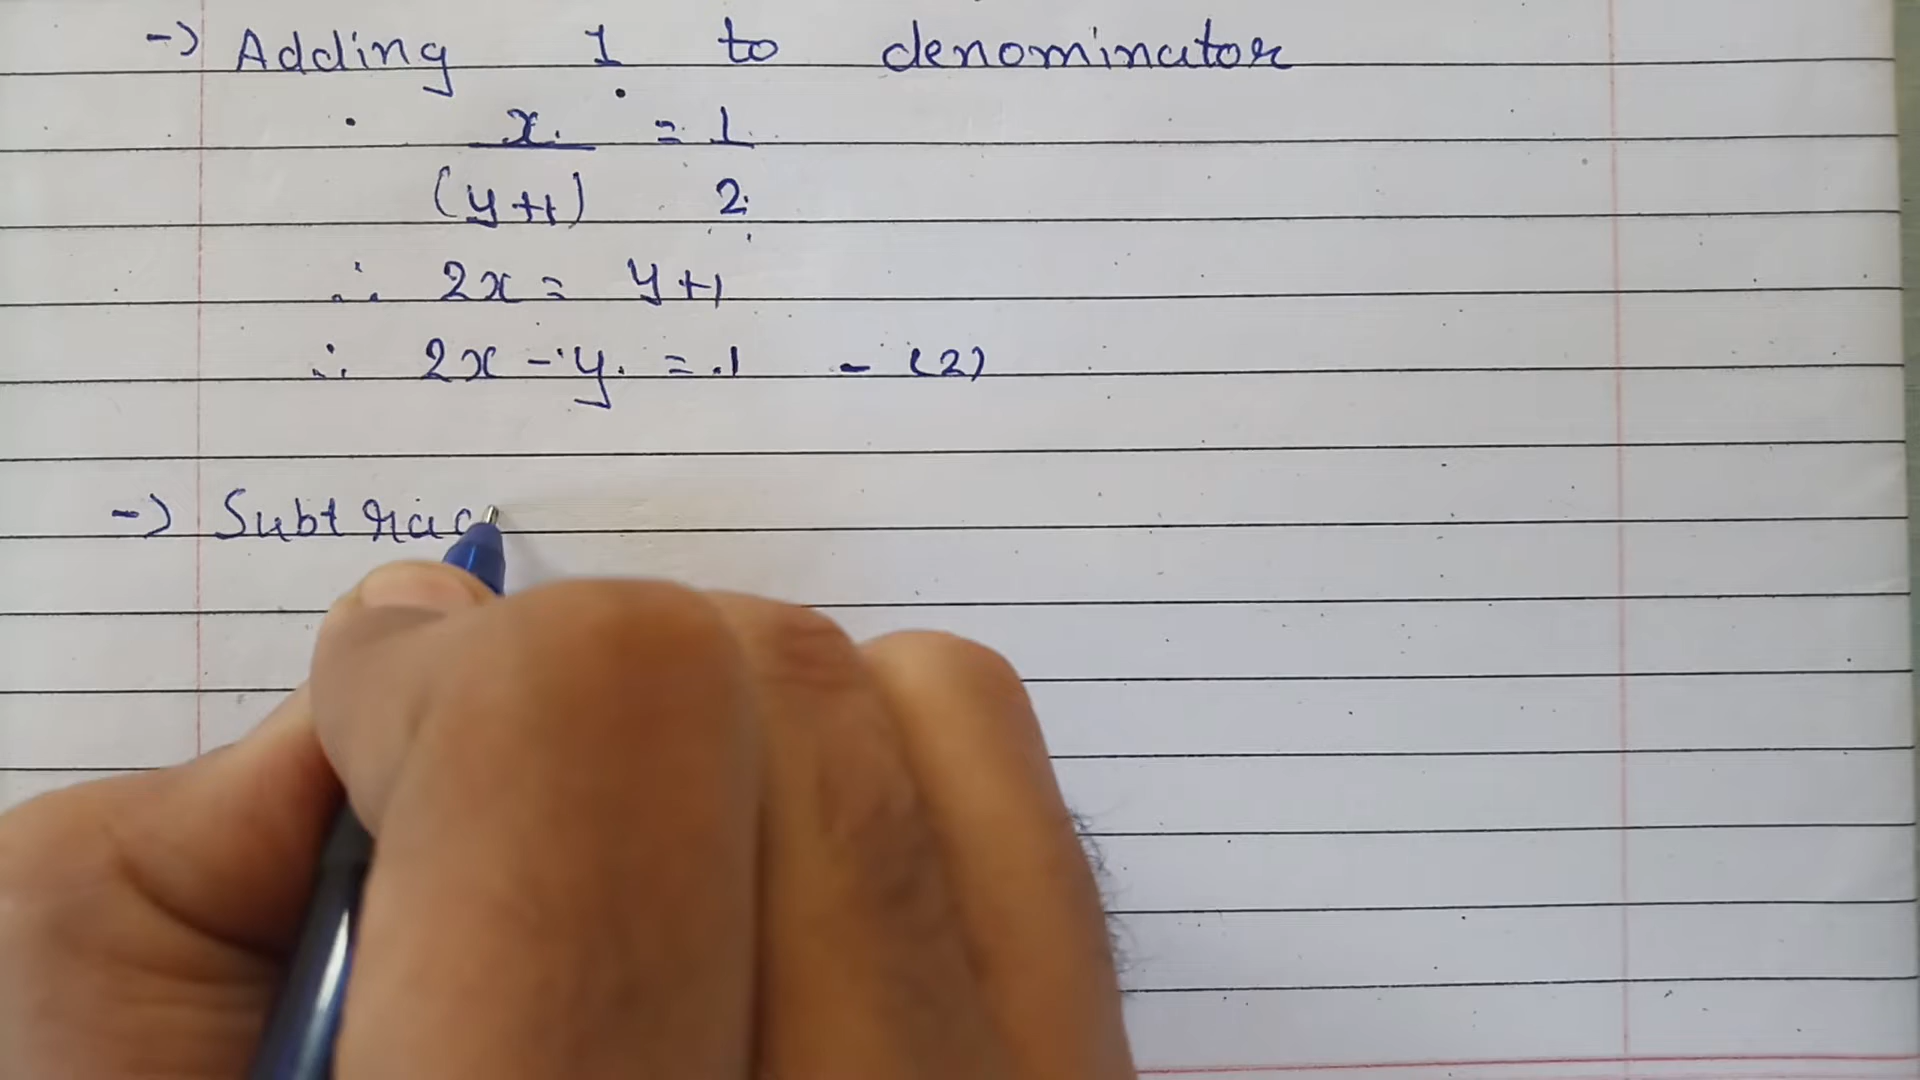 -> Adding 1 to denominator
x = 1
(y+1) 2
∴ 2x = y+1
∴ 2x - y = 1 - (2)
-> Subtrac